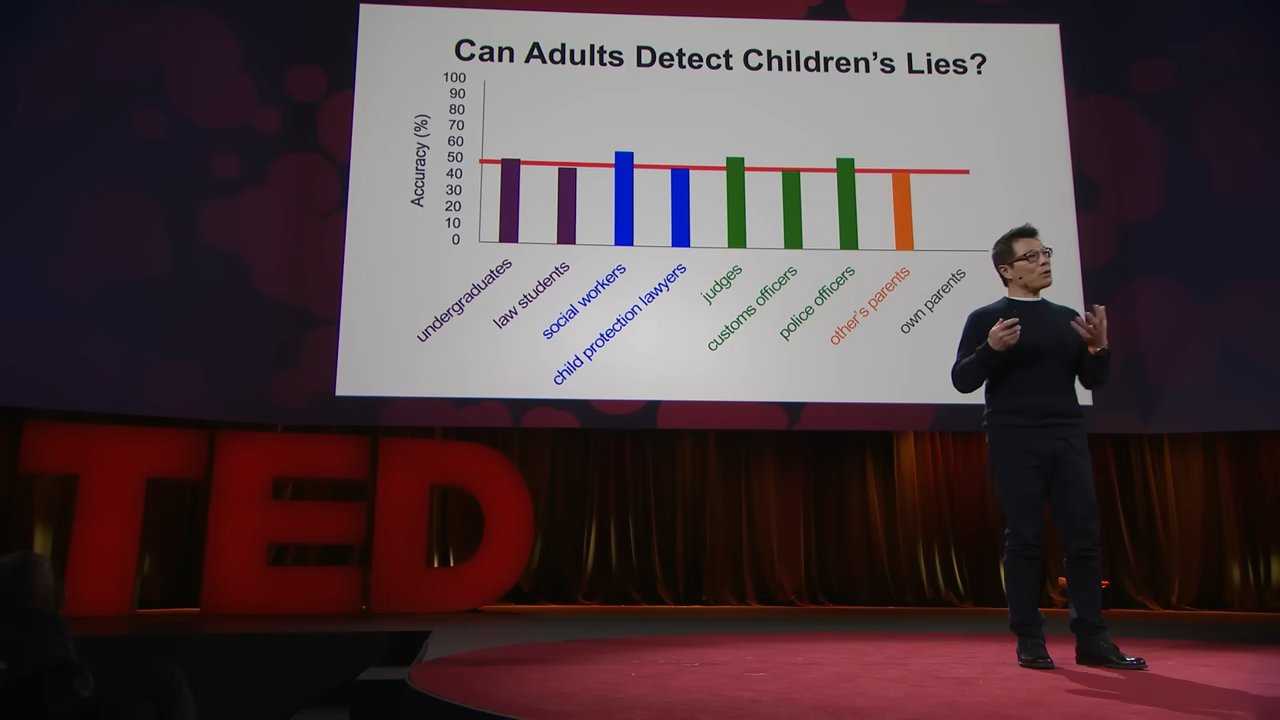 Can Adults Detect Children's Lies?
Accuracy (%)
100
90
80
70
60
50
40
30
20
10
0
undergraduates
law students
social workers
child protection lawyers
judges
customs officers
police officers
other's parents
own parents
TED